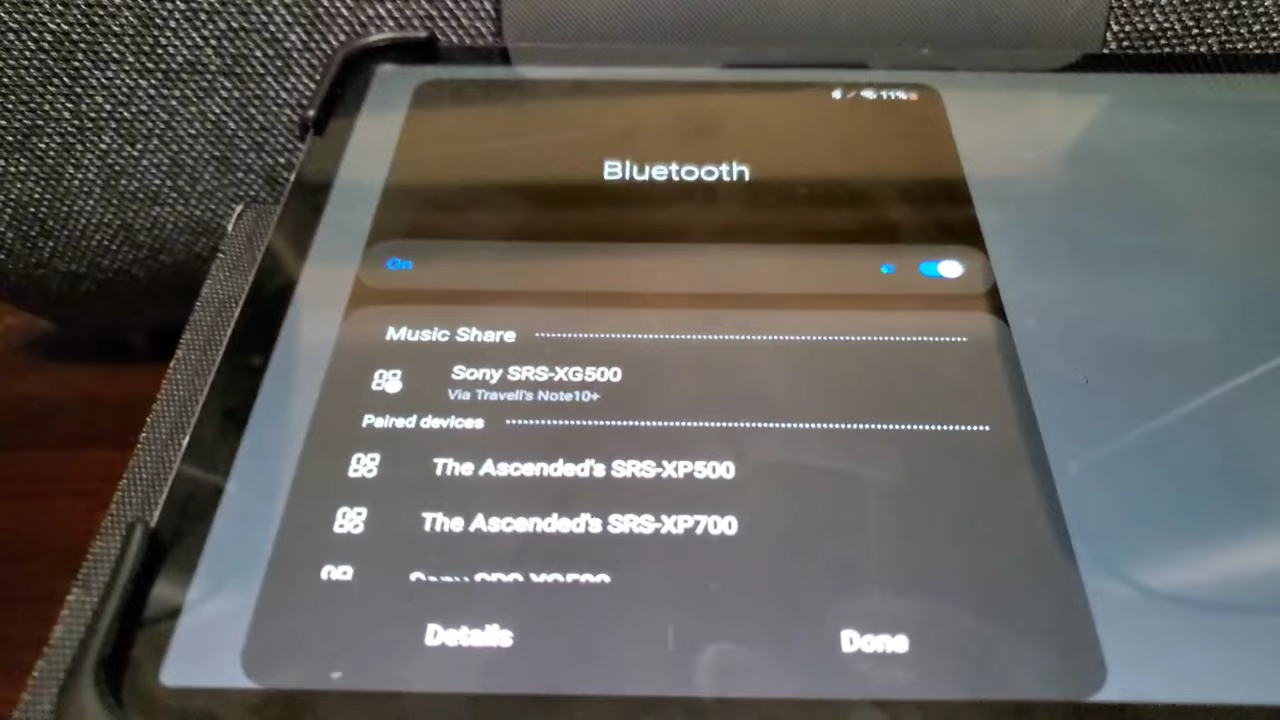 11%
Bluetooth
On
Music Share
Sony SRS-XG500
Via Travell's Note10+
Paired devices
The Ascended's SRS-XP500
The Ascended's SRS-XP700
Details
Done